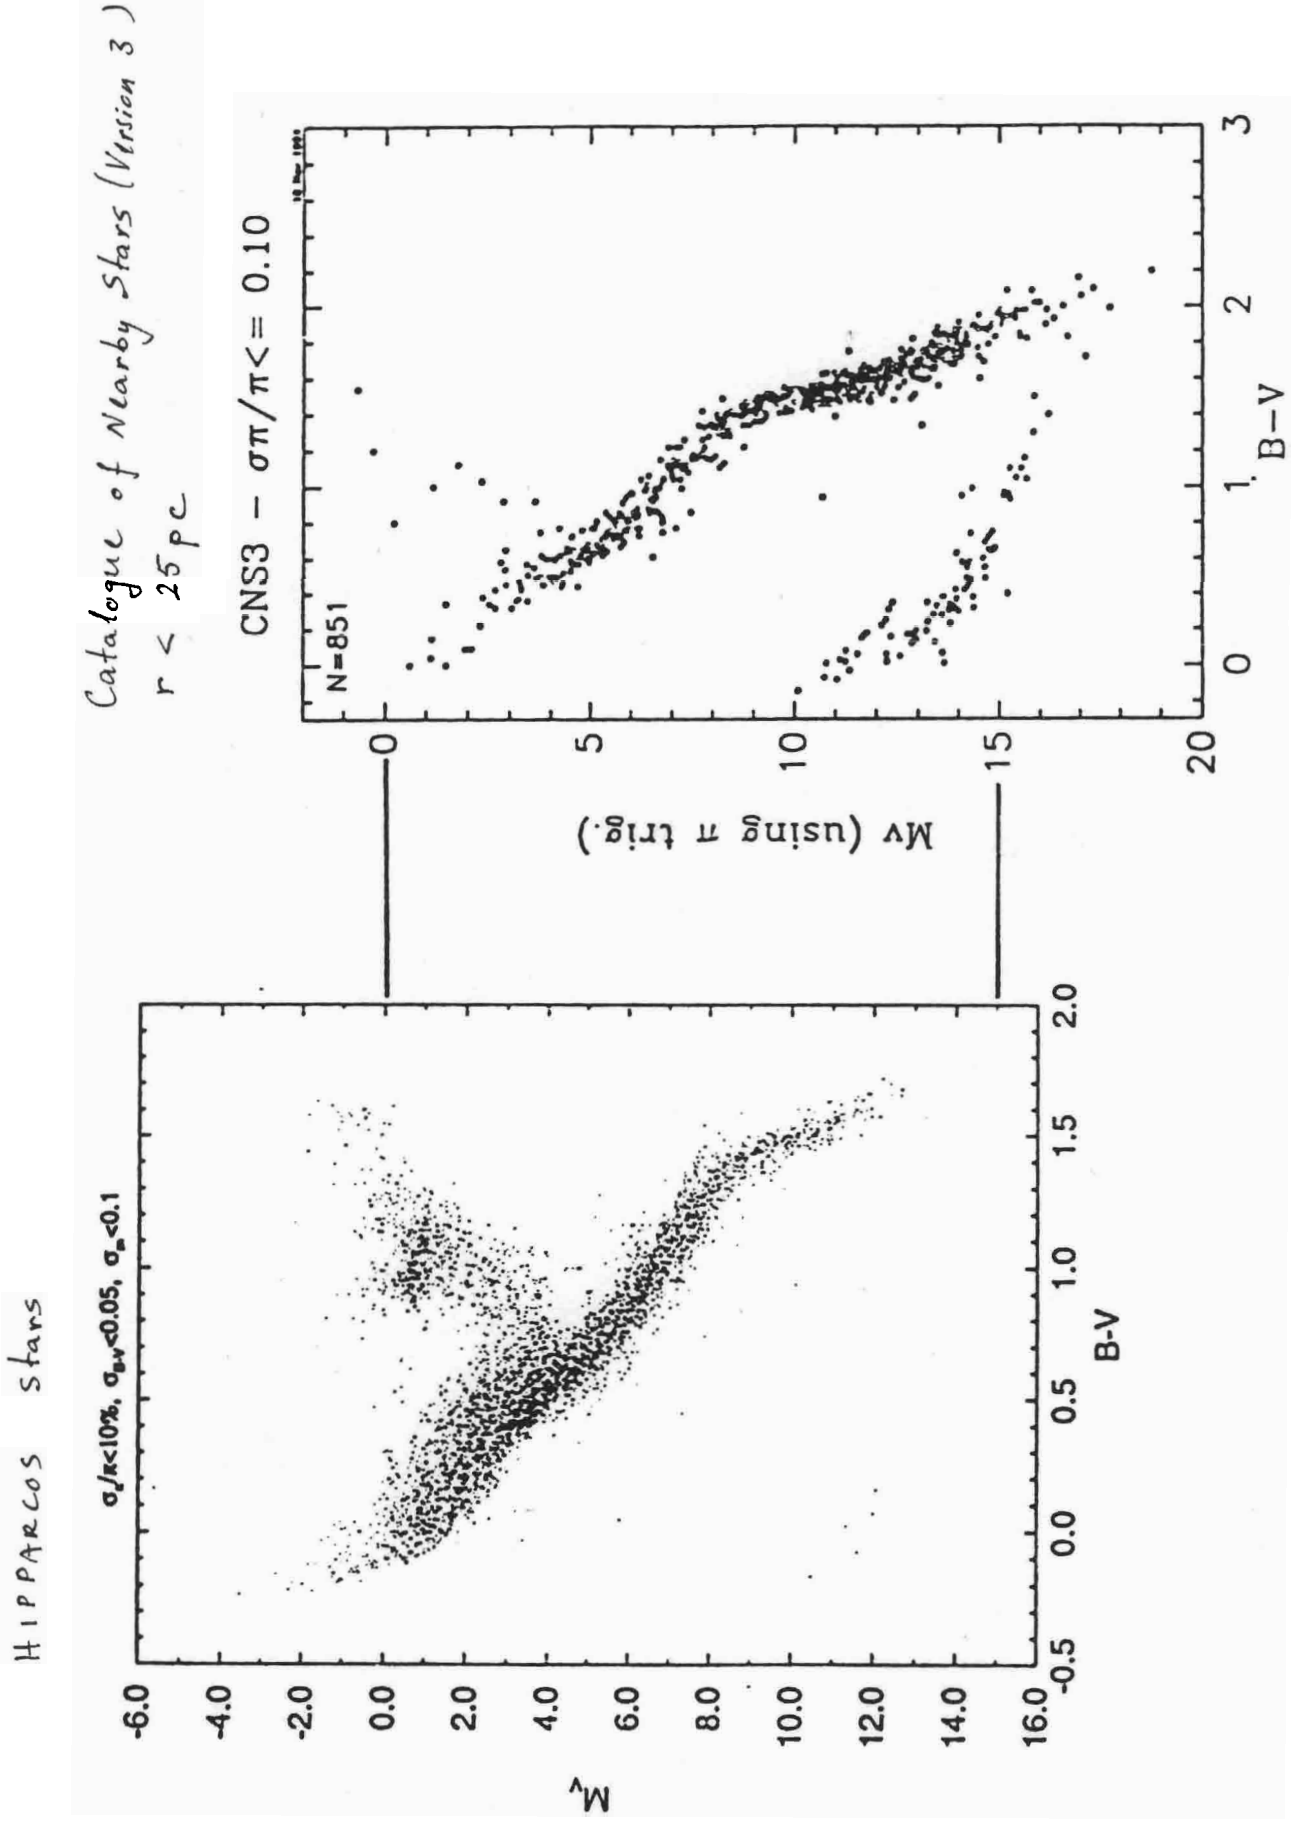 HIPPARCOS stars
σπ/π<10%, σB-V<0.05, σm<0.1
-6.0
-4.0
-2.0
0.0
2.0
4.0
6.0
8.0
10.0
12.0
14.0
16.0
Mv
-0.5 0.0 0.5 1.0 1.5 2.0
B-V
Catalogue of Nearby Stars (Version 3)
r < 25 pc
CNS3 - σπ/π<= 0.10
N=851
0
5
10
15
20
Mv (using π trig.)
0 1 2 3
B-V